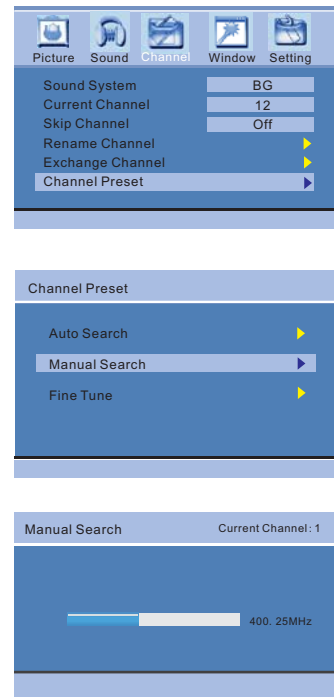 Picture Sound Channel Window Setting
Sound System BG
Current Channel 12
Skip Channel Off
Rename Channel
Exchange Channel
Channel Preset
Channel Preset
Auto Search
Manual Search
Fine Tune
Manual Search Current Channel: 1
400. 25MHz